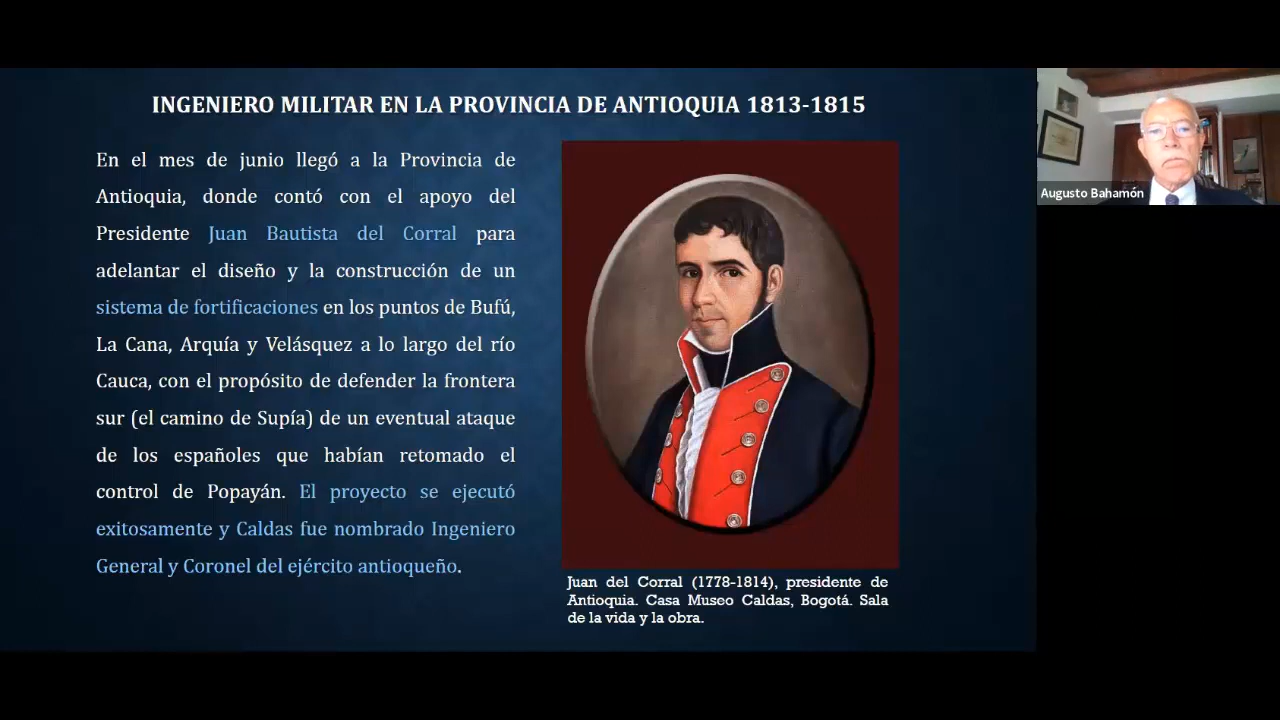 INGENIERO MILITAR EN LA PROVINCIA DE ANTIOQUIA 1813-1815
En el mes de junio llegó a la Provincia de
Antioquia, donde contó con el apoyo del
Presidente Juan Bautista del Corral para
adelantar el diseño y la construcción de un
sistema de fortificaciones en los puntos de Bufú,
La Cana, Arquía y Velásquez a lo largo del río
Cauca, con el propósito de defender la frontera
sur (el camino de Supía) de un eventual ataque
de los españoles que habían retomado el
control de Popayán. El proyecto se ejecutó
exitosamente y Caldas fue nombrado Ingeniero
General y Coronel del ejército antioqueño.
Juan del Corral (1778-1814), presidente de
Antioquia. Casa Museo Caldas, Bogotá. Sala
de la vida y la obra.
Augusto Bahamón